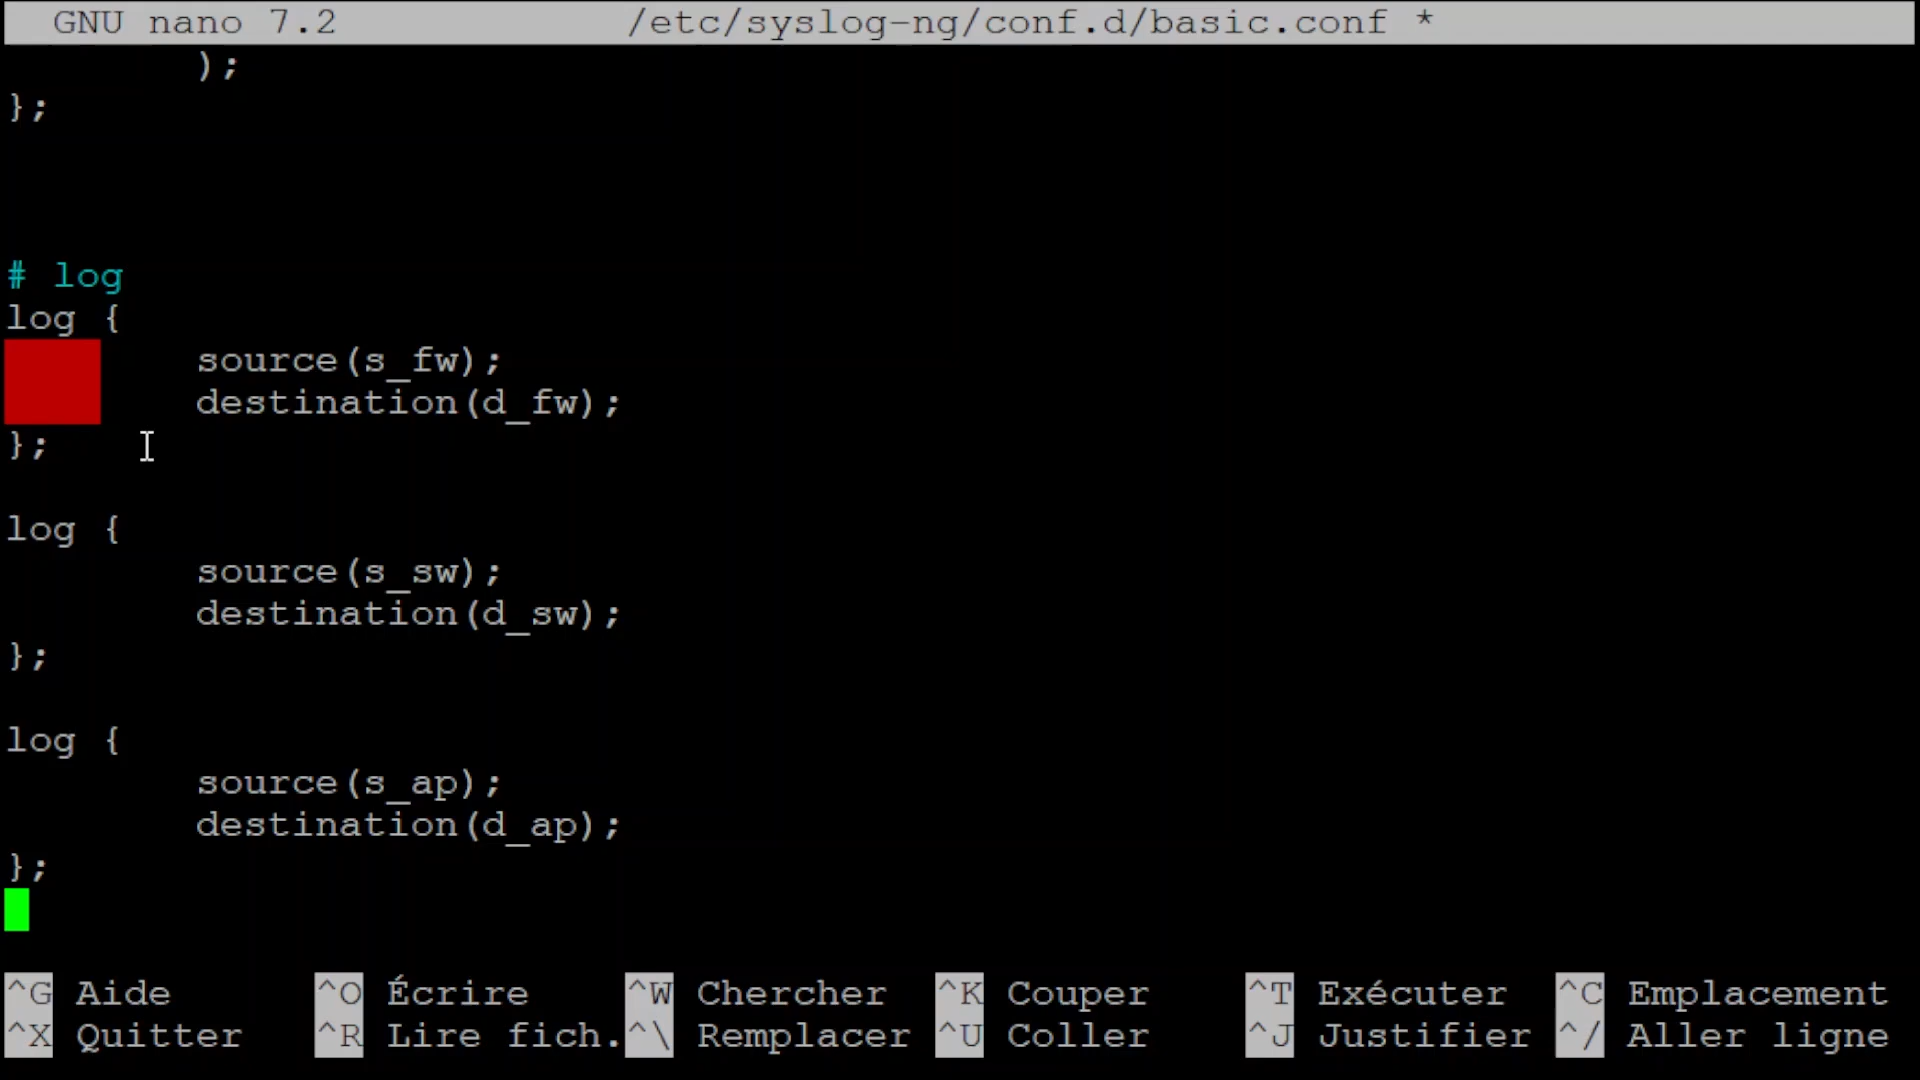 GNU nano 7.2 /etc/syslog-ng/conf.d/basic.conf *
);
};
# log
log {
source(s_fw);
destination(d_fw);
};
log {
source(s_sw);
destination(d_sw);
};
log {
source(s_ap);
destination(d_ap);
};
^G Aide ^O Écrire ^W Chercher ^K Couper ^T Exécuter ^C Emplacement
^X Quitter ^R Lire fich. ^\ Remplacer ^U Coller ^J Justifier ^/ Aller ligne